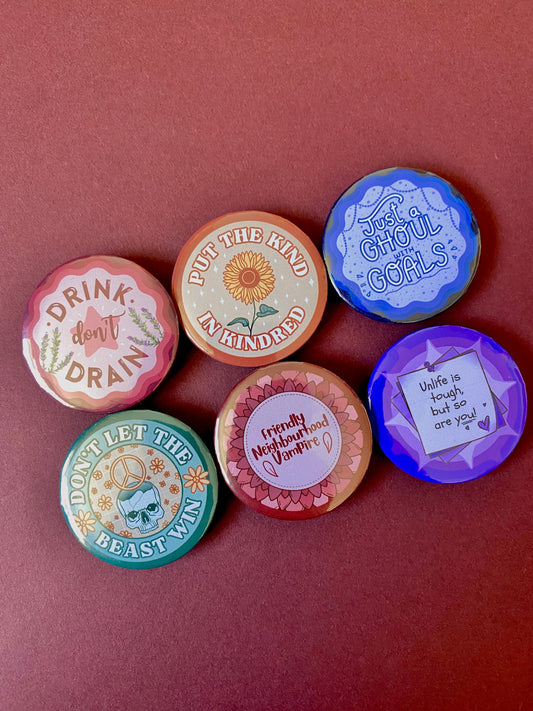 Just a
GHOUL
WITH
GOALS
PUT THE KIND
IN KINDRED
DRINK
don't
DRAIN
Unlife is
tough,
but so
are you!
Friendly
Neighbourhood
Vampire
DON'T LET THE
BEAST WIN